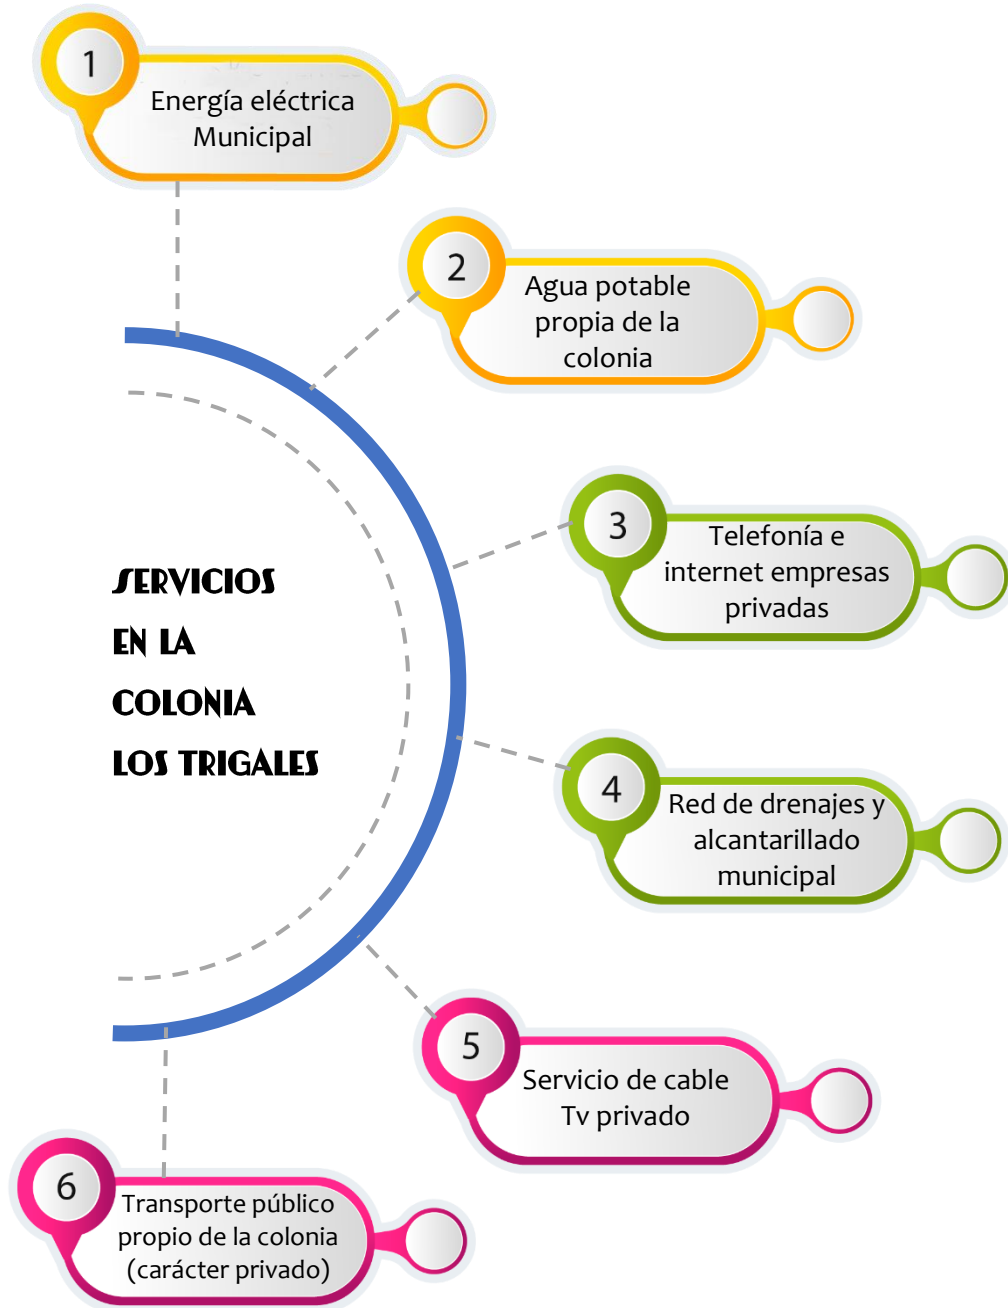 1
Energía eléctrica
Municipal
2
Agua potable
propia de la
colonia
3
Telefonía e
internet empresas
privadas
SERVICIOS
EN LA
COLONIA
LOS TRIGALES
4
Red de drenajes y
alcantarillado
municipal
5
Servicio de cable
Tv privado
6
Transporte público
propio de la colonia
(carácter privado)